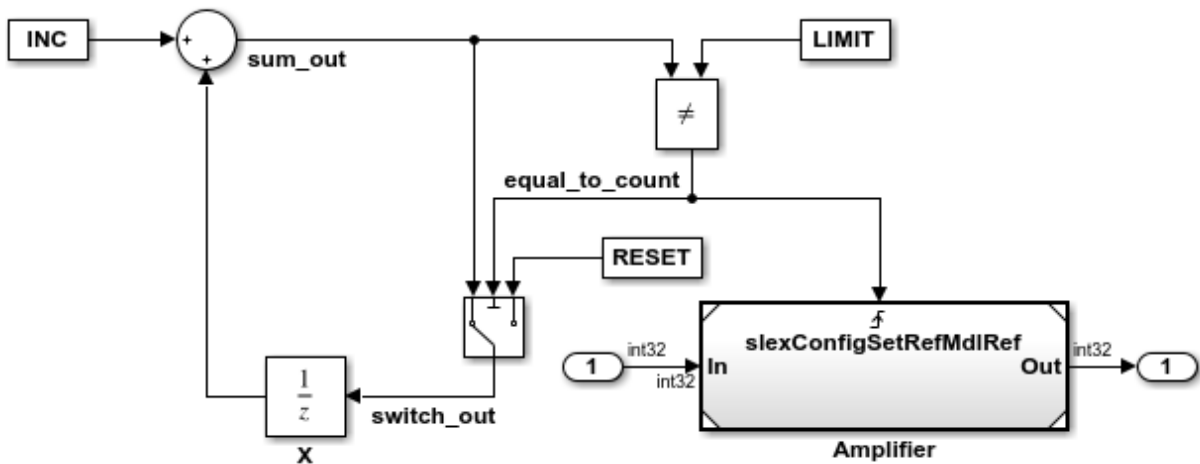 INC
LIMIT
+
+
sum_out
≠
equal_to_count
RESET
slexConfigSetRefMdlRef
1
int32
int32
In
Out
int32
1
1
z
switch_out
X
Amplifier